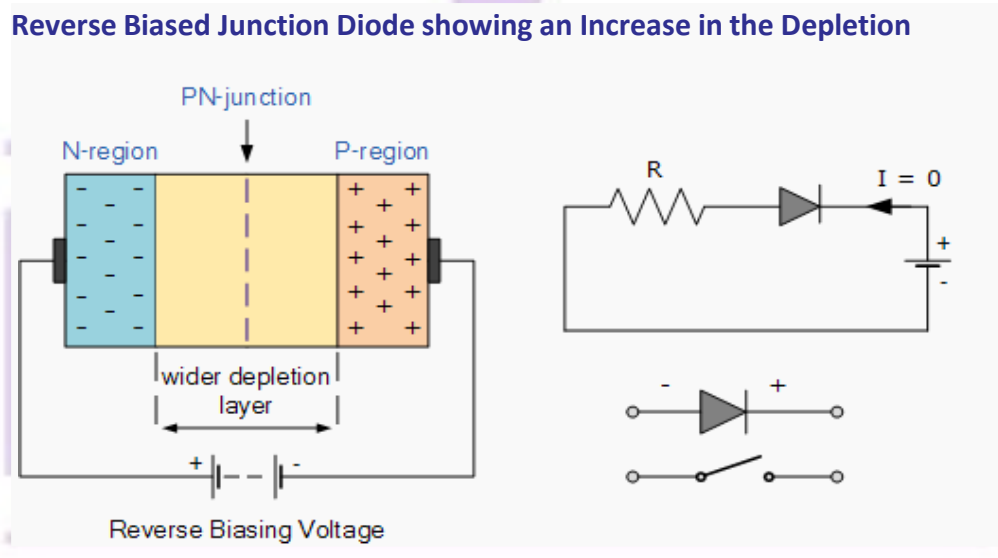 Reverse Biased Junction Diode showing an Increase in the Depletion
PN-junction
N-region
P-region
- - - - - - - - - - - - - -
+ + + + + + + + + + + + + +
wider depletion
layer
+ -
Reverse Biasing Voltage
R
I = 0
+
-
- +